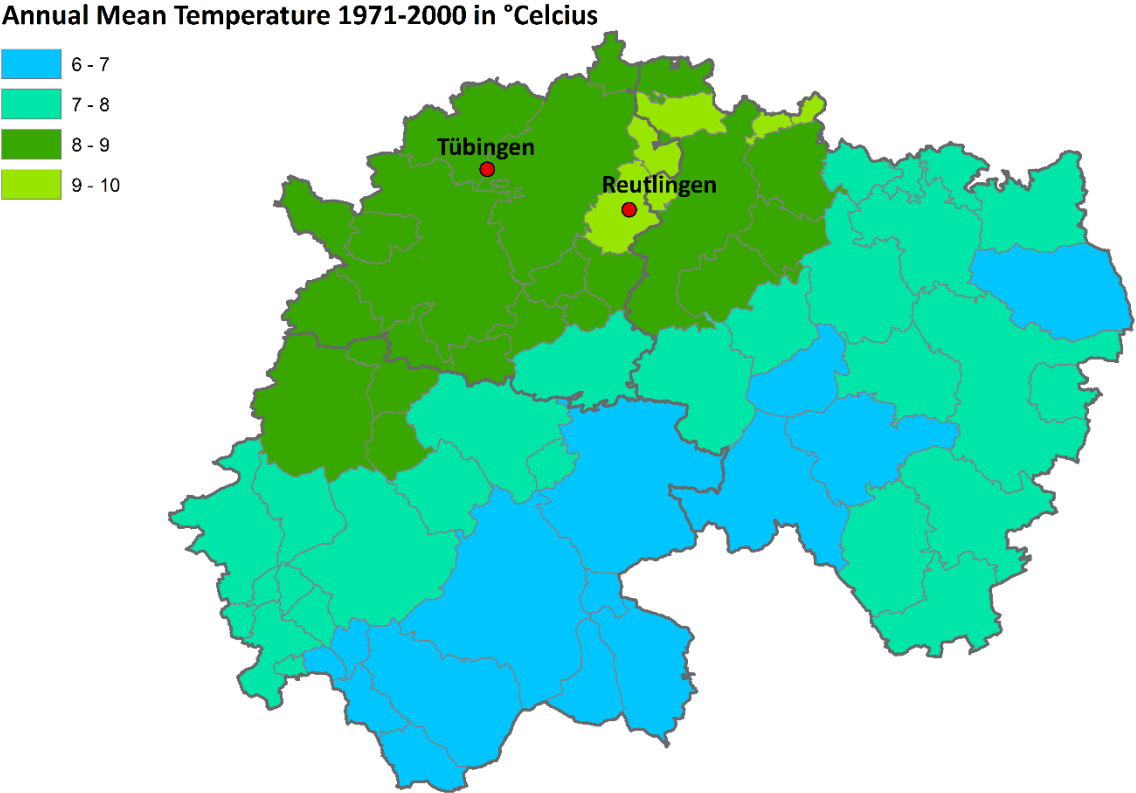 Annual Mean Temperature 1971-2000 in °Celcius
6 - 7
7 - 8
8 - 9
9 - 10
Tübingen
Reutlingen